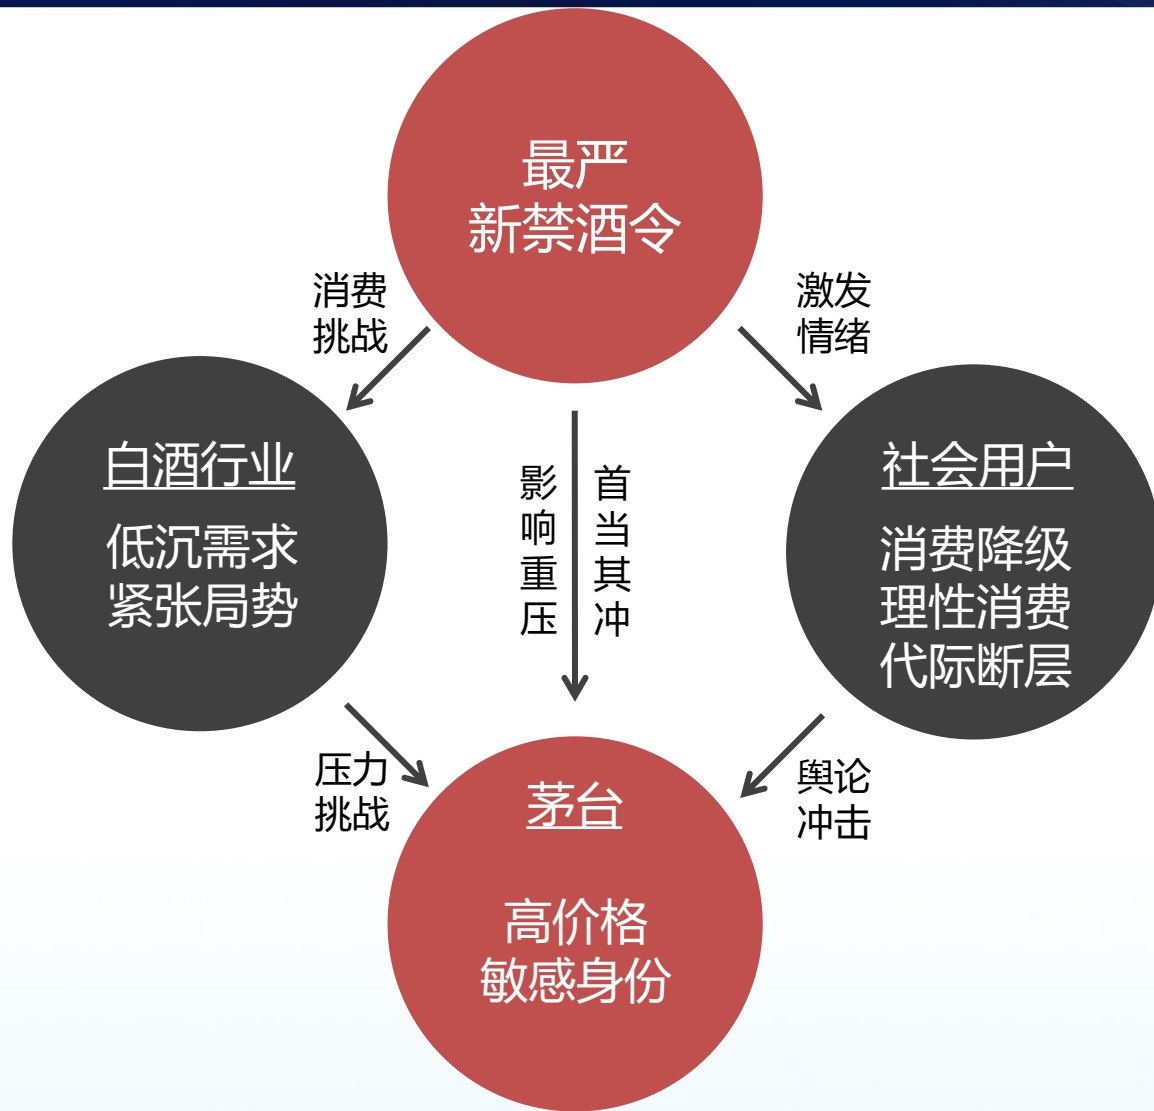 最严
新禁酒令
消费
挑战
激发
情绪
白酒行业
低沉需求
紧张局势
影响重压
首当其冲
社会用户
消费降级
理性消费
代际断层
压力
挑战
舆论
冲击
茅台
高价格
敏感身份